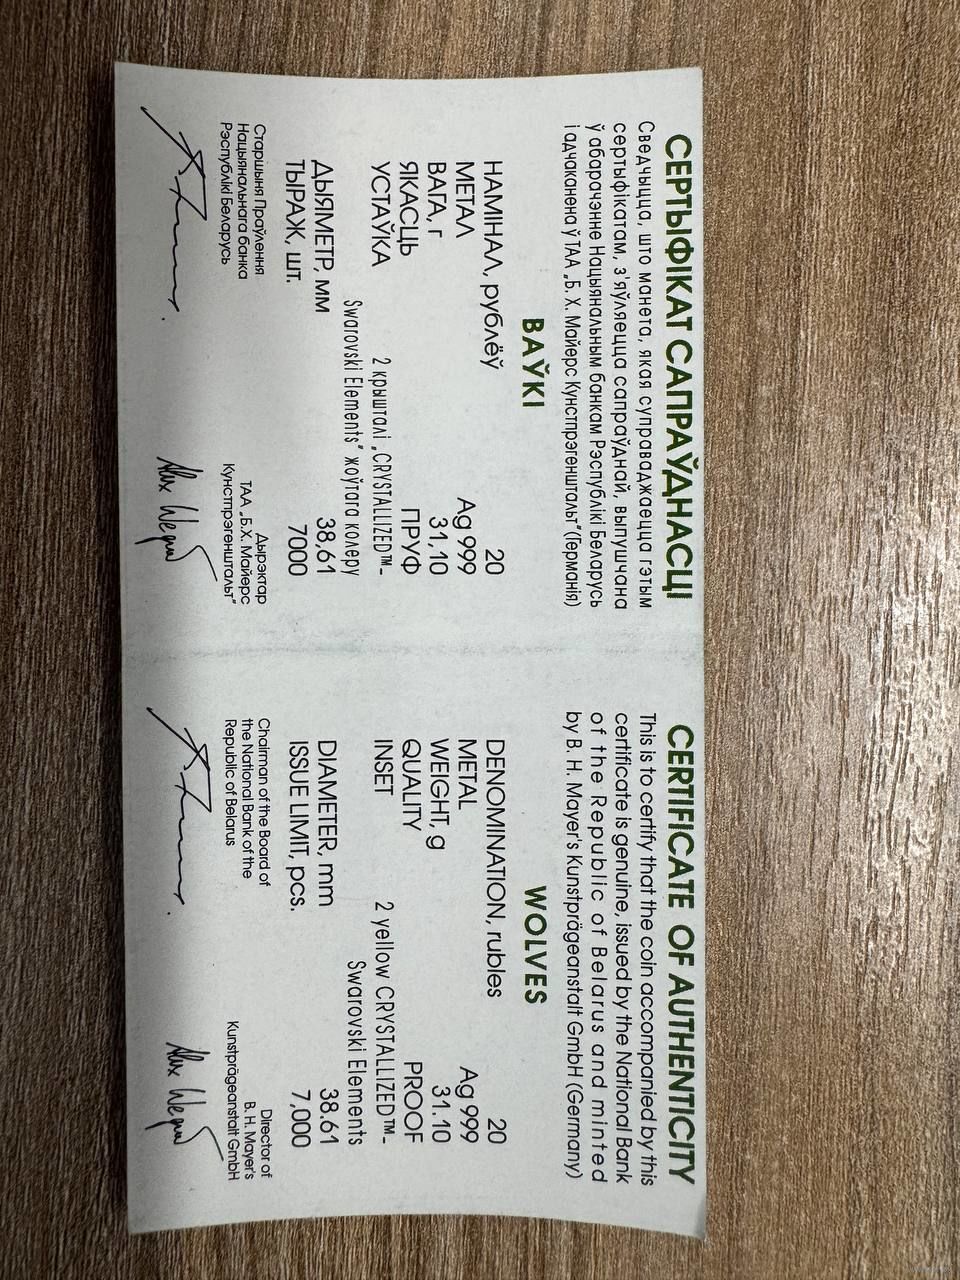 СЕРТЫФІКАТ САПРАЎДНАСЦІ
Сведчыцца, што манета, якая суправаджаецца гэтым
сертыфікатам, з'яўляецца сапраўднай, выпушчана
ў абарачэнне Нацыянальным банкам Рэспублікі Беларусь
і адчаканена ў ТАА „Б. Х. Майерс Кунстпрэгенштальт“ (Германія)
ВАЎКІ
НАМІНАЛ, рублёў 20
МЕТАЛ Ag 999
ВАГА, г 31,10
ЯКАСЦЬ ПРУФ
УСТАЎКА 2 крышталі „CRYSTALLIZED™–
Swarovski Elements“ жоўтага колеру
ДЫЯМЕТР, мм 38,61
ТЫРАЖ, шт. 7000
Старшыня Праўлення
Нацыянальнага банка
Рэспублікі Беларусь
Дырэктар
ТАА „Б.Х. Майерс
Кунстпрэгенштальт“
CERTIFICATE OF AUTHENTICITY
This is to certify that the coin accompanied by this
certificate is genuine, issued by the National Bank
of the Republic of Belarus and minted
by B. H. Mayer's Kunstprägeanstalt GmbH (Germany)
WOLVES
DENOMINATION, rubles 20
METAL Ag 999
WEIGHT, g 31.10
QUALITY PROOF
INSET 2 yellow CRYSTALLIZED™–
Swarovski Elements
DIAMETER, mm 38.61
ISSUE LIMIT, pcs. 7,000
Chairman of the Board of
the National Bank of the
Republic of Belarus
Director of
B. H. Mayer's
Kunstprägeanstalt GmbH